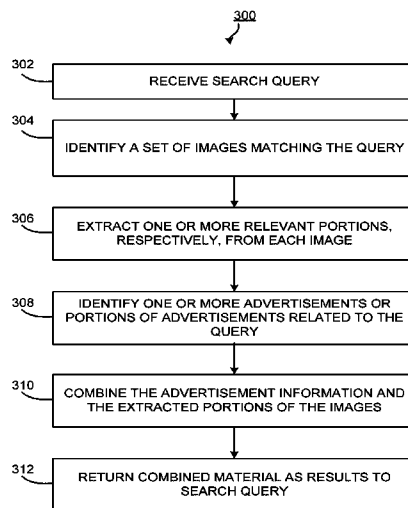 300
302
RECEIVE SEARCH QUERY
304
IDENTIFY A SET OF IMAGES MATCHING THE QUERY
306
EXTRACT ONE OR MORE RELEVANT PORTIONS,
RESPECTIVELY, FROM EACH IMAGE
308
IDENTIFY ONE OR MORE ADVERTISEMENTS OR
PORTIONS OF ADVERTISEMENTS RELATED TO THE
QUERY
310
COMBINE THE ADVERTISEMENT INFORMATION AND
THE EXTRACTED PORTIONS OF THE IMAGES
312
RETURN COMBINED MATERIAL AS RESULTS TO
SEARCH QUERY